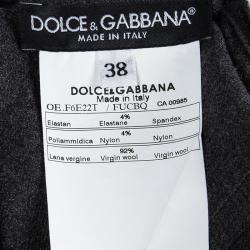 DOLCE & GABBANA
MADE IN ITALY
38
DOLCE&GABBANA
Made in Italy
OE .F6E22T / FUCBQ CA 00985
4%
Elastan Elastane Spandex
4%
Poliammidica Nylon Nylon
92%
Lana vergine Virgin wool Virgin wool